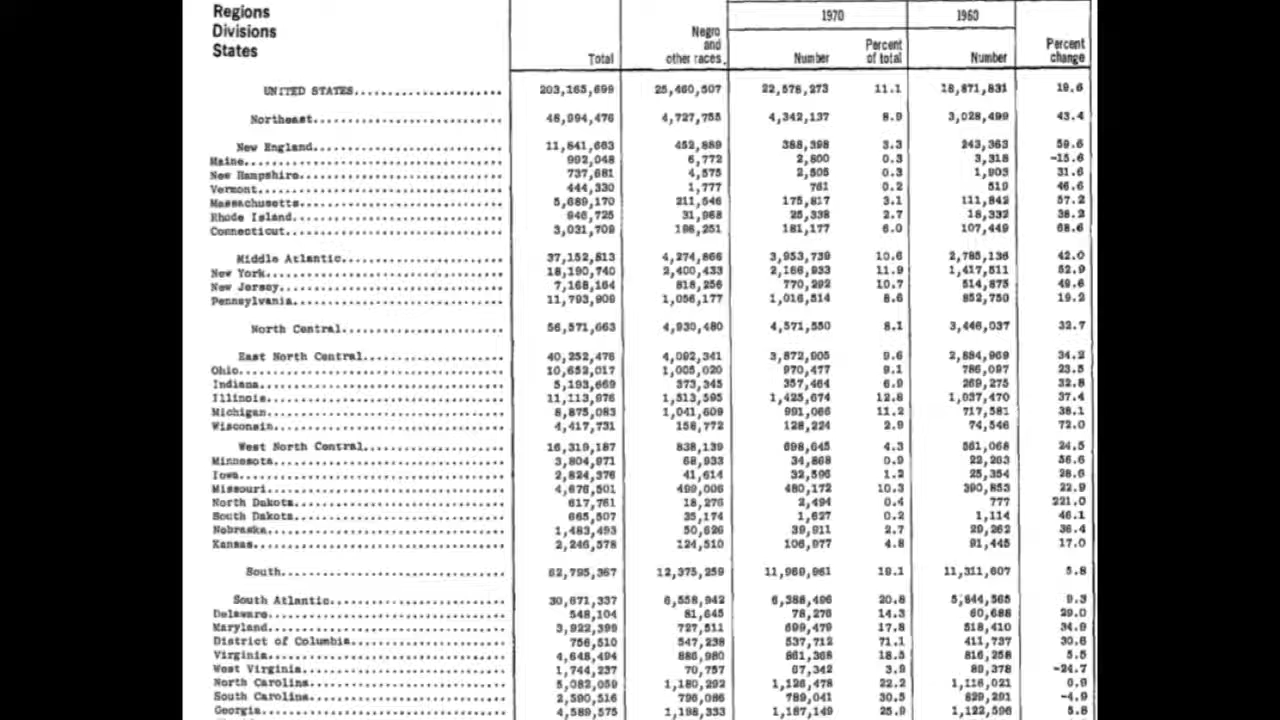 Regions
Divisions
States
Total
Negro and other races
1970
1960
Number
Percent of total
Number
Percent change
UNITED STATES 203,165,699 25,460,507 22,578,273 11.1 18,871,831 19.6
Northeast 48,994,476 4,727,755 4,342,137 8.9 3,028,499 43.4
New England 11,841,663 452,889 388,398 3.3 243,363 59.6
Maine 992,048 6,772 2,800 0.3 3,318 -15.6
New Hampshire 737,681 4,575 2,505 0.3 1,903 31.6
Vermont 444,330 1,777 761 0.2 519 46.6
Massachusetts 5,689,170 211,546 175,817 3.1 111,842 57.2
Rhode Island 946,725 31,968 25,338 2.7 18,332 38.2
Connecticut 3,031,709 196,251 181,177 6.0 107,449 68.6
Middle Atlantic 37,152,813 4,274,866 3,953,739 10.6 2,785,136 42.0
New York 18,190,740 2,400,433 2,166,933 11.9 1,417,511 52.9
New Jersey 7,168,164 818,256 770,292 10.7 514,875 49.6
Pennsylvania 11,793,909 1,056,177 1,016,514 8.6 852,750 19.2
North Central 56,571,663 4,930,480 4,571,550 8.1 3,446,037 32.7
East North Central 40,252,476 4,092,341 3,872,905 9.6 2,884,969 34.2
Ohio 10,652,017 1,005,020 970,477 9.1 786,097 23.5
Indiana 5,193,669 373,345 357,464 6.9 269,275 32.8
Illinois 11,113,976 1,513,595 1,425,674 12.8 1,037,470 37.4
Michigan 8,875,083 1,041,609 991,066 11.2 717,581 38.1
Wisconsin 4,417,731 158,772 128,224 2.9 74,546 72.0
West North Central 16,319,187 838,139 698,645 4.3 561,068 24.5
Minnesota 3,804,971 68,933 34,868 0.9 22,263 56.6
Iowa 2,824,376 41,614 32,596 1.2 25,354 28.6
Missouri 4,676,501 499,006 480,172 10.3 390,853 22.9
North Dakota 617,761 18,276 2,494 0.4 777 221.0
South Dakota 665,507 35,174 1,627 0.2 1,114 46.1
Nebraska 1,483,493 50,626 39,911 2.7 29,262 36.4
Kansas 2,246,578 124,510 106,977 4.8 91,445 17.0
South 62,795,367 12,375,259 11,969,961 19.1 11,311,607 5.8
South Atlantic 30,671,337 6,558,942 6,388,496 20.8 5,844,565 9.3
Delaware 548,104 81,645 78,276 14.3 60,688 29.0
Maryland 3,922,399 727,511 699,479 17.8 518,410 34.9
District of Columbia 756,510 547,238 537,712 71.1 411,737 30.6
Virginia 4,648,494 886,980 861,368 18.5 816,258 5.5
West Virginia 1,744,237 70,757 67,342 3.9 89,378 -24.7
North Carolina 5,082,059 1,180,292 1,126,478 22.2 1,116,021 0.9
South Carolina 2,590,516 796,086 789,041 30.5 829,291 -4.9
Georgia 4,589,575 1,198,333 1,187,149 25.9 1,122,596 5.8